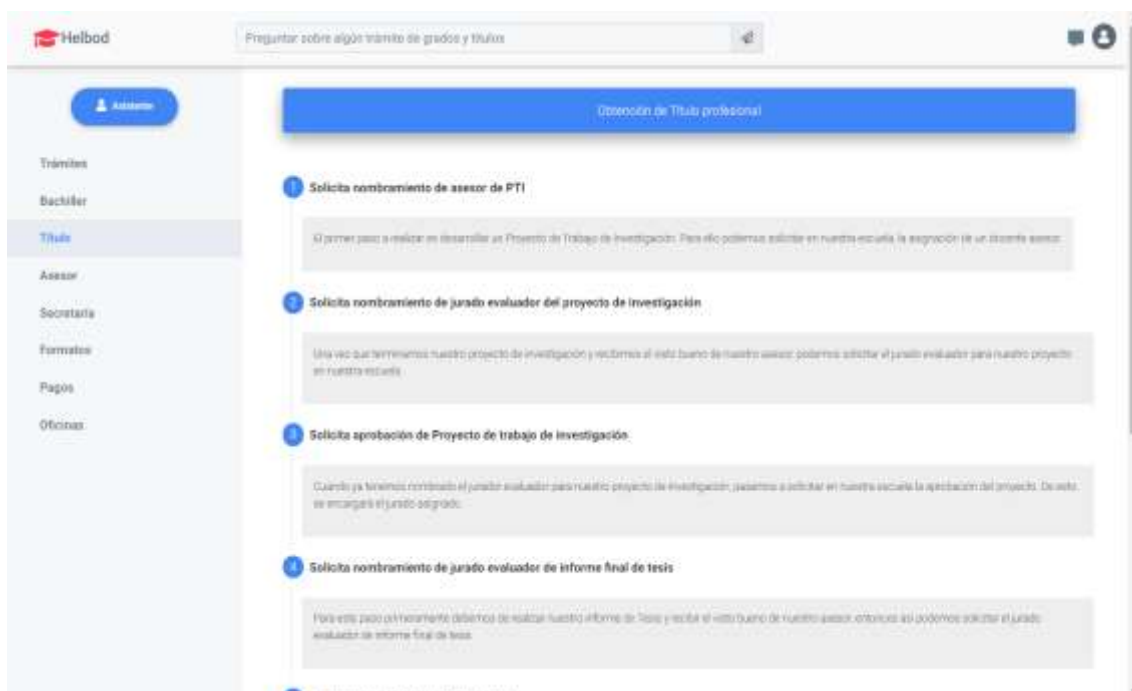 Helbod
Preguntar sobre algún trámite de grados y títulos
Asistente
Trámites
Bachiller
Título
Asesor
Secretaría
Formatos
Pagos
Oficinas
Obtención de Título profesional
1 Solicita nombramiento de asesor de PTI
El primer paso a realizar es desarrollar un Proyecto de Trabajo de Investigación. Para ello podemos solicitar en nuestra escuela, la asignación de un docente asesor.
2 Solicita nombramiento de jurado evaluador del proyecto de investigación
Una vez que terminamos nuestro proyecto de investigación y recibimos el visto bueno de nuestro asesor, podemos solicitar el jurado evaluador para nuestro proyecto
en nuestra escuela.
3 Solicita aprobación de Proyecto de trabajo de investigación
Cuando ya tenemos nombrado el jurador evaluador para nuestro proyecto de investigación, pasamos a solicitar en nuestra escuela la aprobación del proyecto. De esto
se encargará el jurado asignado.
4 Solicita nombramiento de jurado evaluador de informe final de tesis
Para este paso primeramente debemos de realizar nuestro informe de Tesis y recibir el visto bueno de nuestro asesor, entonces así podemos solicitar el jurado
evaluador de informe final de tesis.